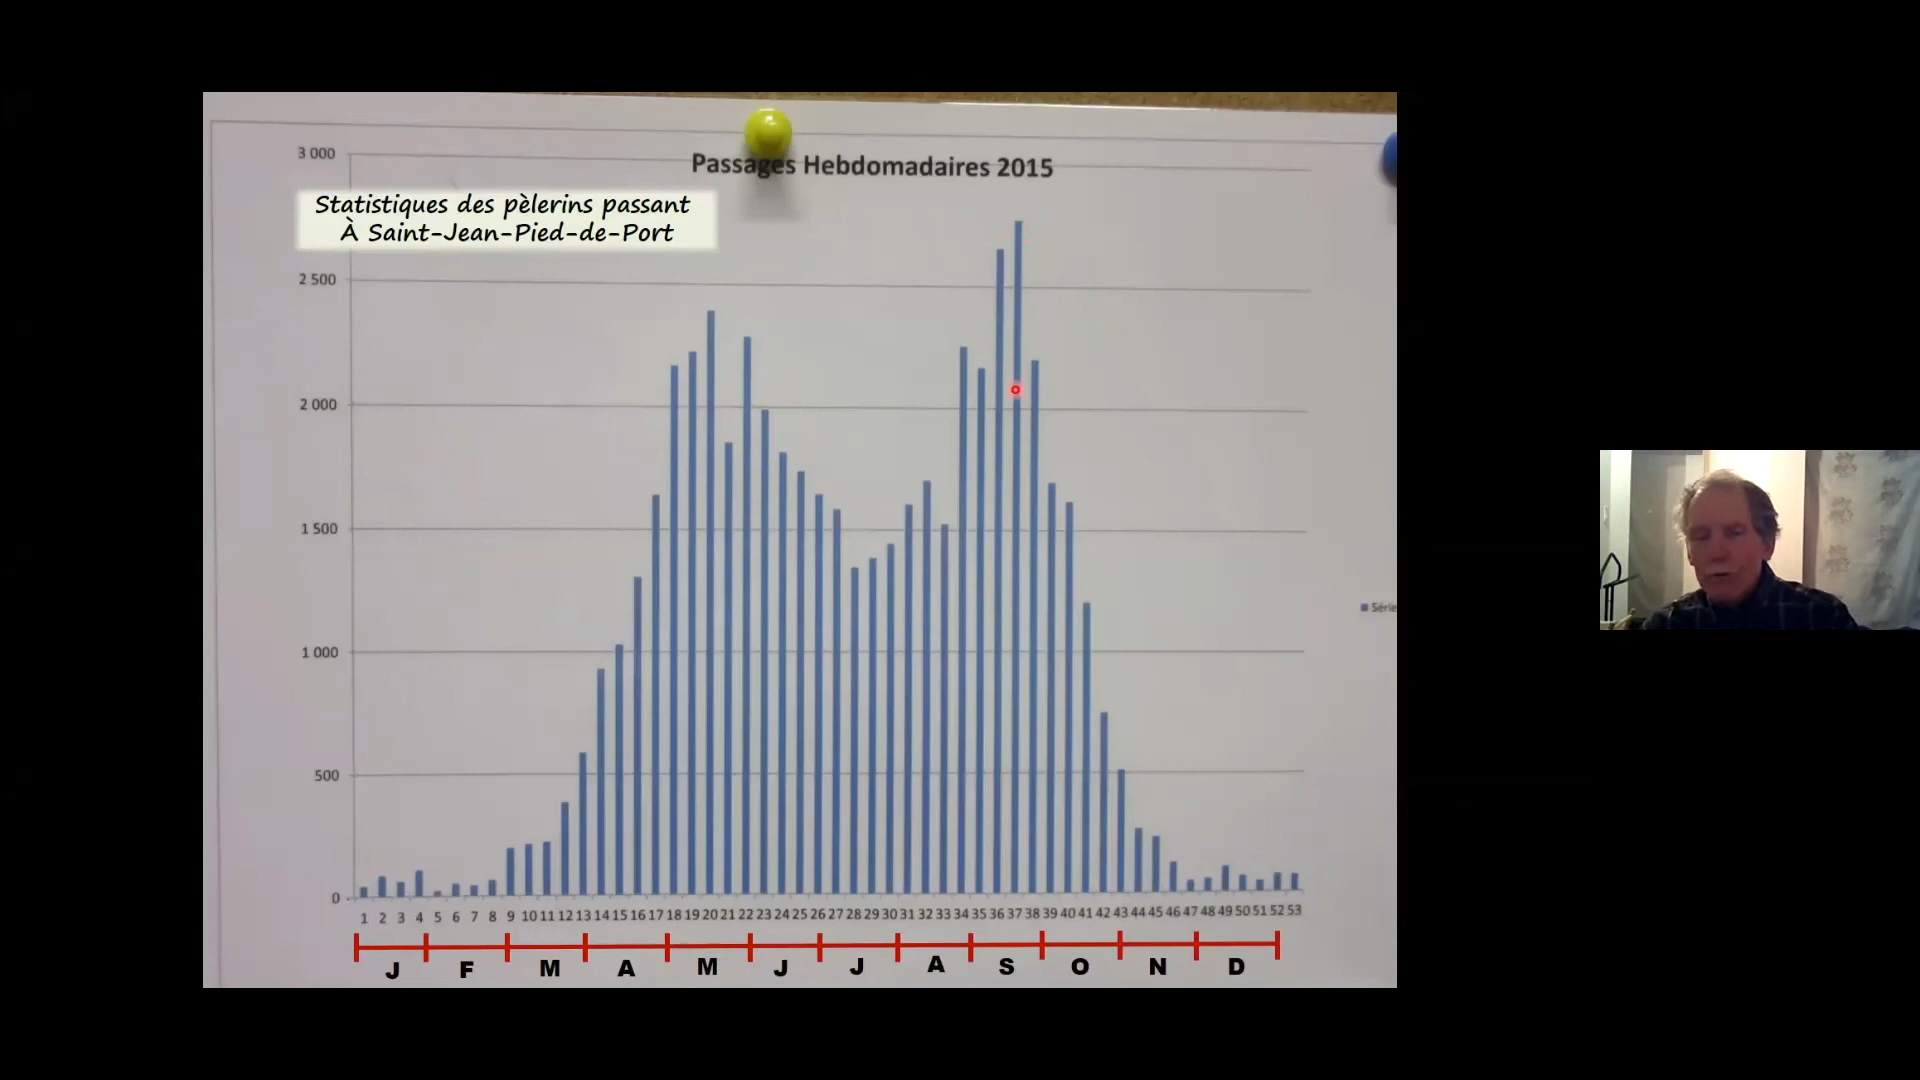 Passages Hebdomadaires 2015
Statistiques des pèlerins passant
À Saint-Jean-Pied-de-Port
3 000
2 500
2 000
1 500
1 000
500
0
Série
1 2 3 4 5 6 7 8 9 10 11 12 13 14 15 16 17 18 19 20 21 22 23 24 25 26 27 28 29 30 31 32 33 34 35 36 37 38 39 40 41 42 43 44 45 46 47 48 49 50 51 52 53
J F M A M J J A S O N D